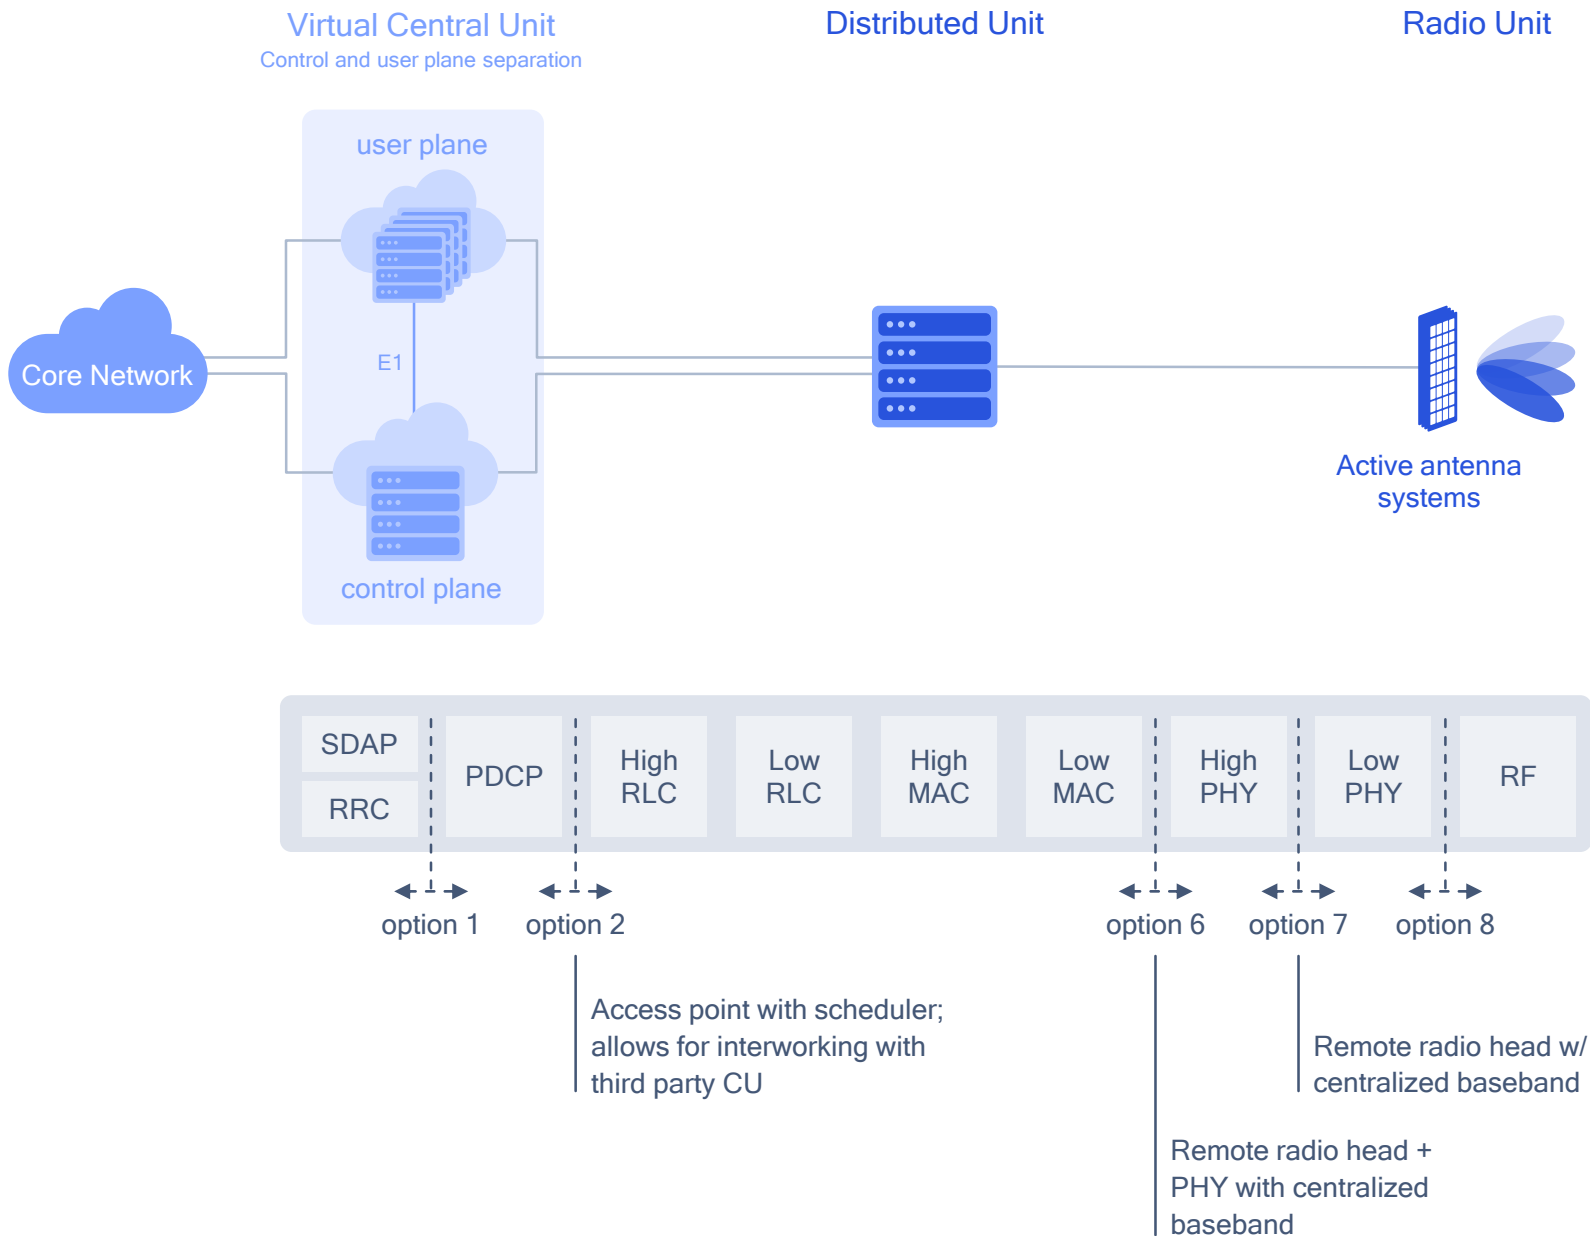 Virtual Central Unit
Control and user plane separation
Distributed Unit
Radio Unit
user plane
E1
Core Network
control plane
Active antenna
systems
SDAP
RRC
PDCP
High
RLC
Low
RLC
High
MAC
Low
MAC
High
PHY
Low
PHY
RF
option 1
option 2
option 6
option 7
option 8
Access point with scheduler;
allows for interworking with
third party CU
Remote radio head w/
centralized baseband
Remote radio head +
PHY with centralized
baseband